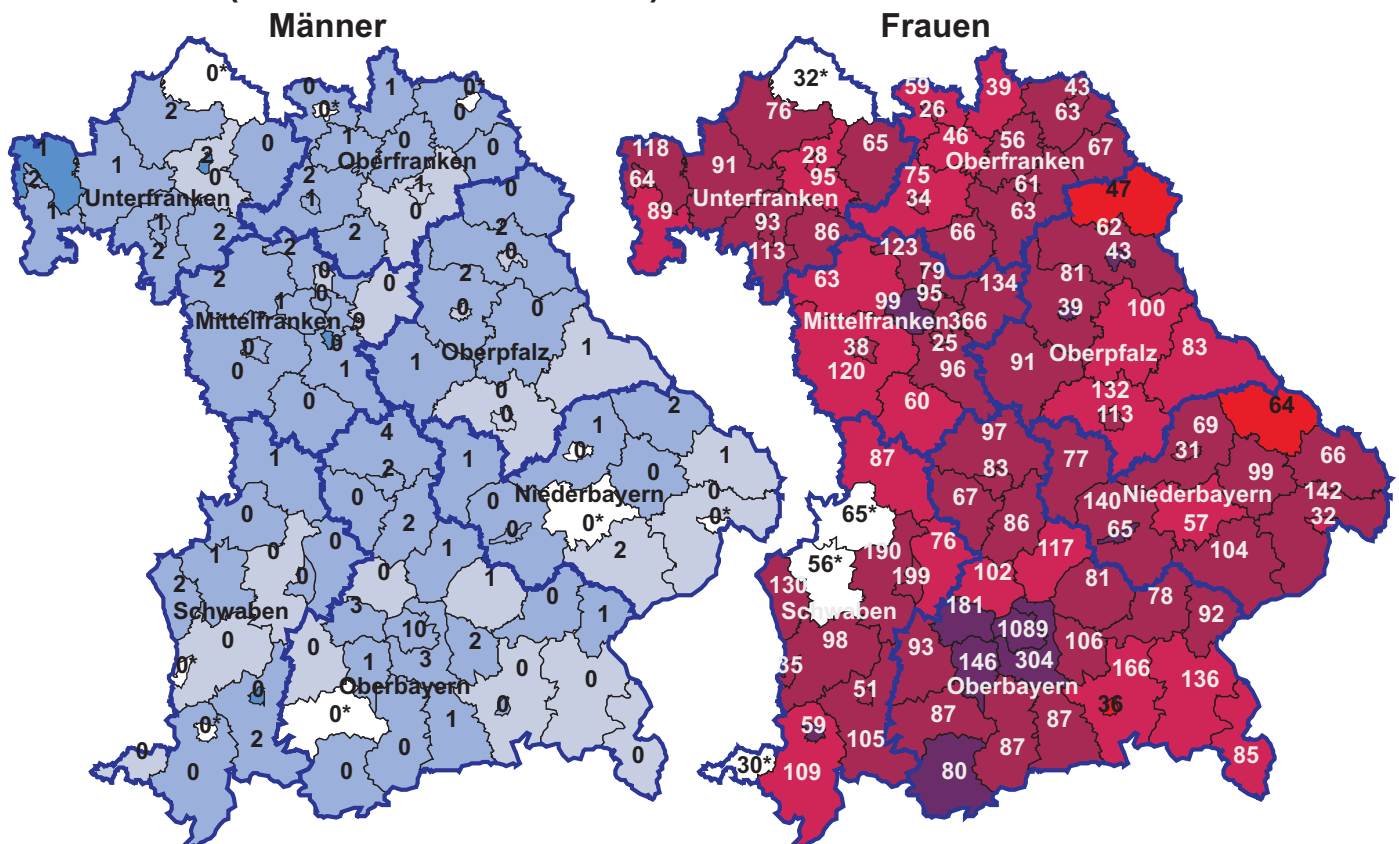 Männer Frauen
0* 0 1 0*
0* 0
2 1 0 0
1 2 0 Oberfranken
1 0 2 1
2 Unterfranken 1 0 0
1 1 2 2 2
2 2 0
2 0 0 2 0
1 0
Mittelfranken 9 0 0
0 0 Oberpfalz 1
0 1 1
0 0
0 2
4 1
1 2 1 0 1
0 0 0 Niederbayern 0
0 2 0 0* 0*
1 0 0 1 2
2 0 0 1 0
Schwaben 3 1
0 0 10 2
0* 1 3 0 0
0 Oberbayern
0* 0* 1 0
0 0 2 0 0
0
32* 59 39 43
76 26 63
118 65 46 56 67
91 28 Oberfranken
64 95 75 61 47
Unterfranken 34 63
89 93 86 66 62
113 123 43
63 79 134 81
99 95 39 100
Mittelfranken 366
38 25 Oberpfalz 83
120 96 91
60 132
113 64
97 69
87 83 77 31 66
67 140 Niederbayern 99
65* 86 65 57 142
32
56* 190 76 117 104
130 199 102 81
Schwaben 181 78 92
98 93 1089 106
35 146 304 166 136
51 Oberbayern
59 87 87 36
105 87
30* 109 80 85